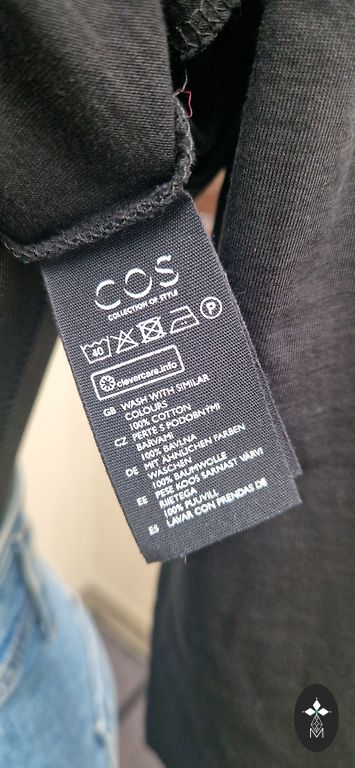 COS
COLLECTION OF STYLE
40
P
clevercare.info
GB WASH WITH SIMILAR
COLOURS
100% COTTON
CZ PERTE S PODOBNÝMI
BARVAMI
100% BAVLNA
DE MIT ÄHNLICHEN FARBEN
WASCHEN
100% BAUMWOLLE
EE PESE KOOS SARNAST VÄRVI
RIIETEGA
100% PUUVILL
ES LAVAR CON PRENDAS DE
M